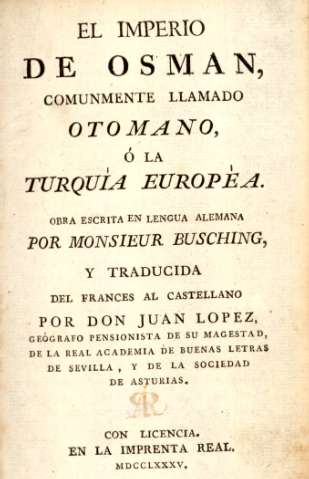 EL IMPERIO
DE OSMAN,
COMUNMENTE LLAMADO
OTOMANO,
Ó LA
TURQUÌA EUROPÈA.
OBRA ESCRITA EN LENGUA ALEMANA
POR MONSIEUR BUSCHING,
Y TRADUCIDA
DEL FRANCES AL CASTELLANO
POR DON JUAN LOPEZ,
GEÓGRAFO PENSIONISTA DE SU MAGESTAD,
DE LA REAL ACADEMIA DE BUENAS LETRAS
DE SEVILLA, Y DE LA SOCIEDAD
DE ASTURIAS.
CON LICENCIA.
EN LA IMPRENTA REAL.
MDCCLXXXV.